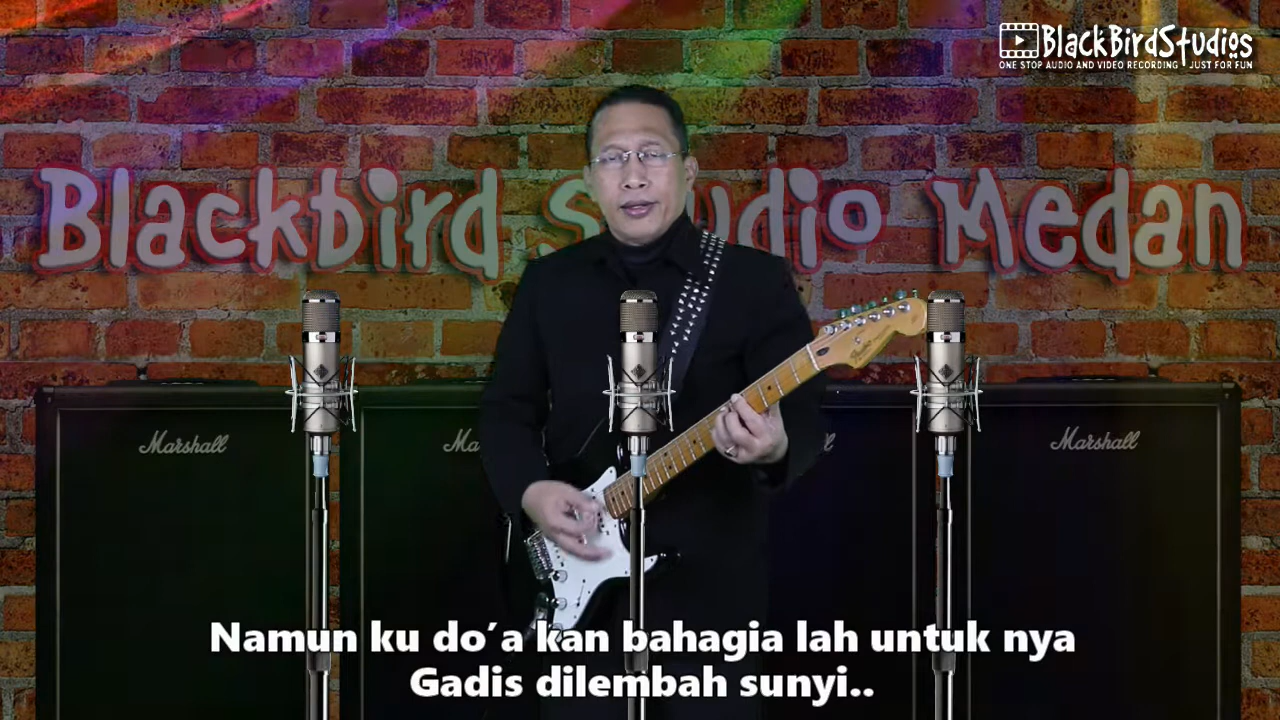 BlackBirdStudios
ONE STOP AUDIO AND VIDEO RECORDING JUST FOR FUN
Blackbird Studio Medan
Marshall
Marshall
Namun ku do´a kan bahagia lah untuk nya
Gadis dilembah sunyi..